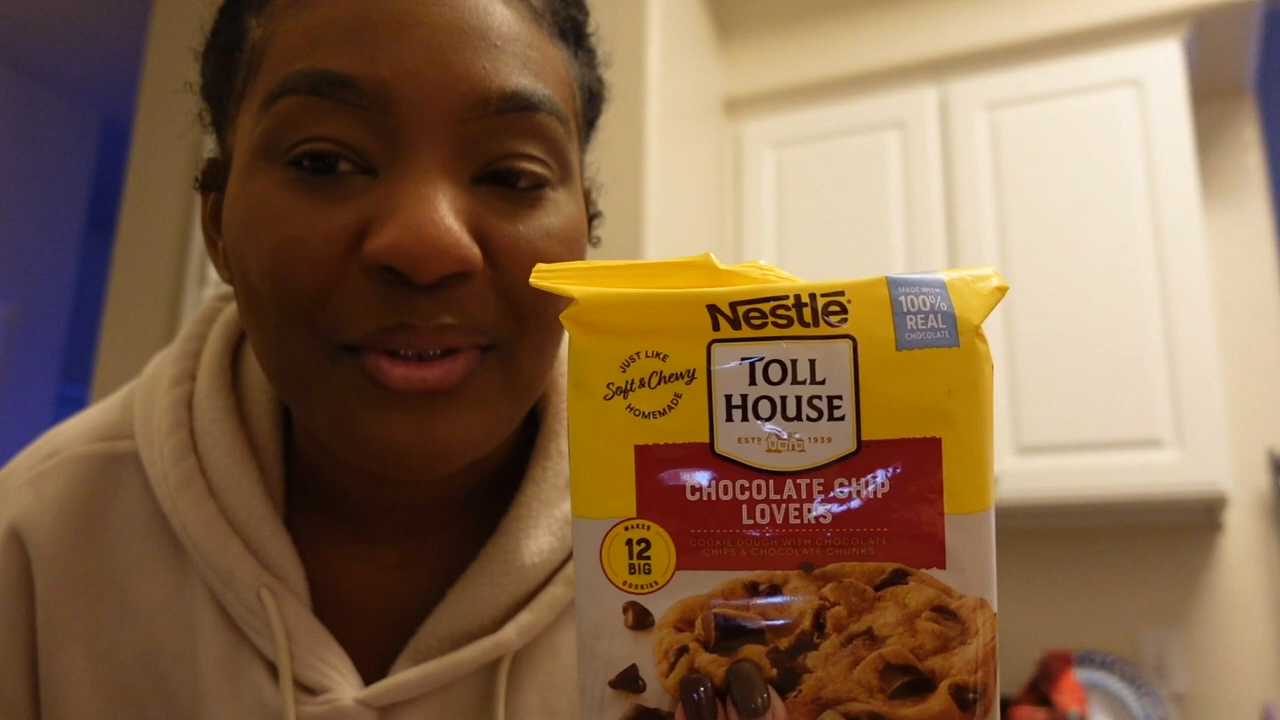 Nestlé
MADE WITH
100%
REAL
CHOCOLATE
JUST LIKE
Soft & Chewy
HOMEMADE
TOLL
HOUSE
ESTD 1939
CHOCOLATE CHIP
LOVERS
COOKIE DOUGH WITH CHOCOLATE
CHIPS & CHOCOLATE CHUNKS
MAKES
12
BIG
COOKIES